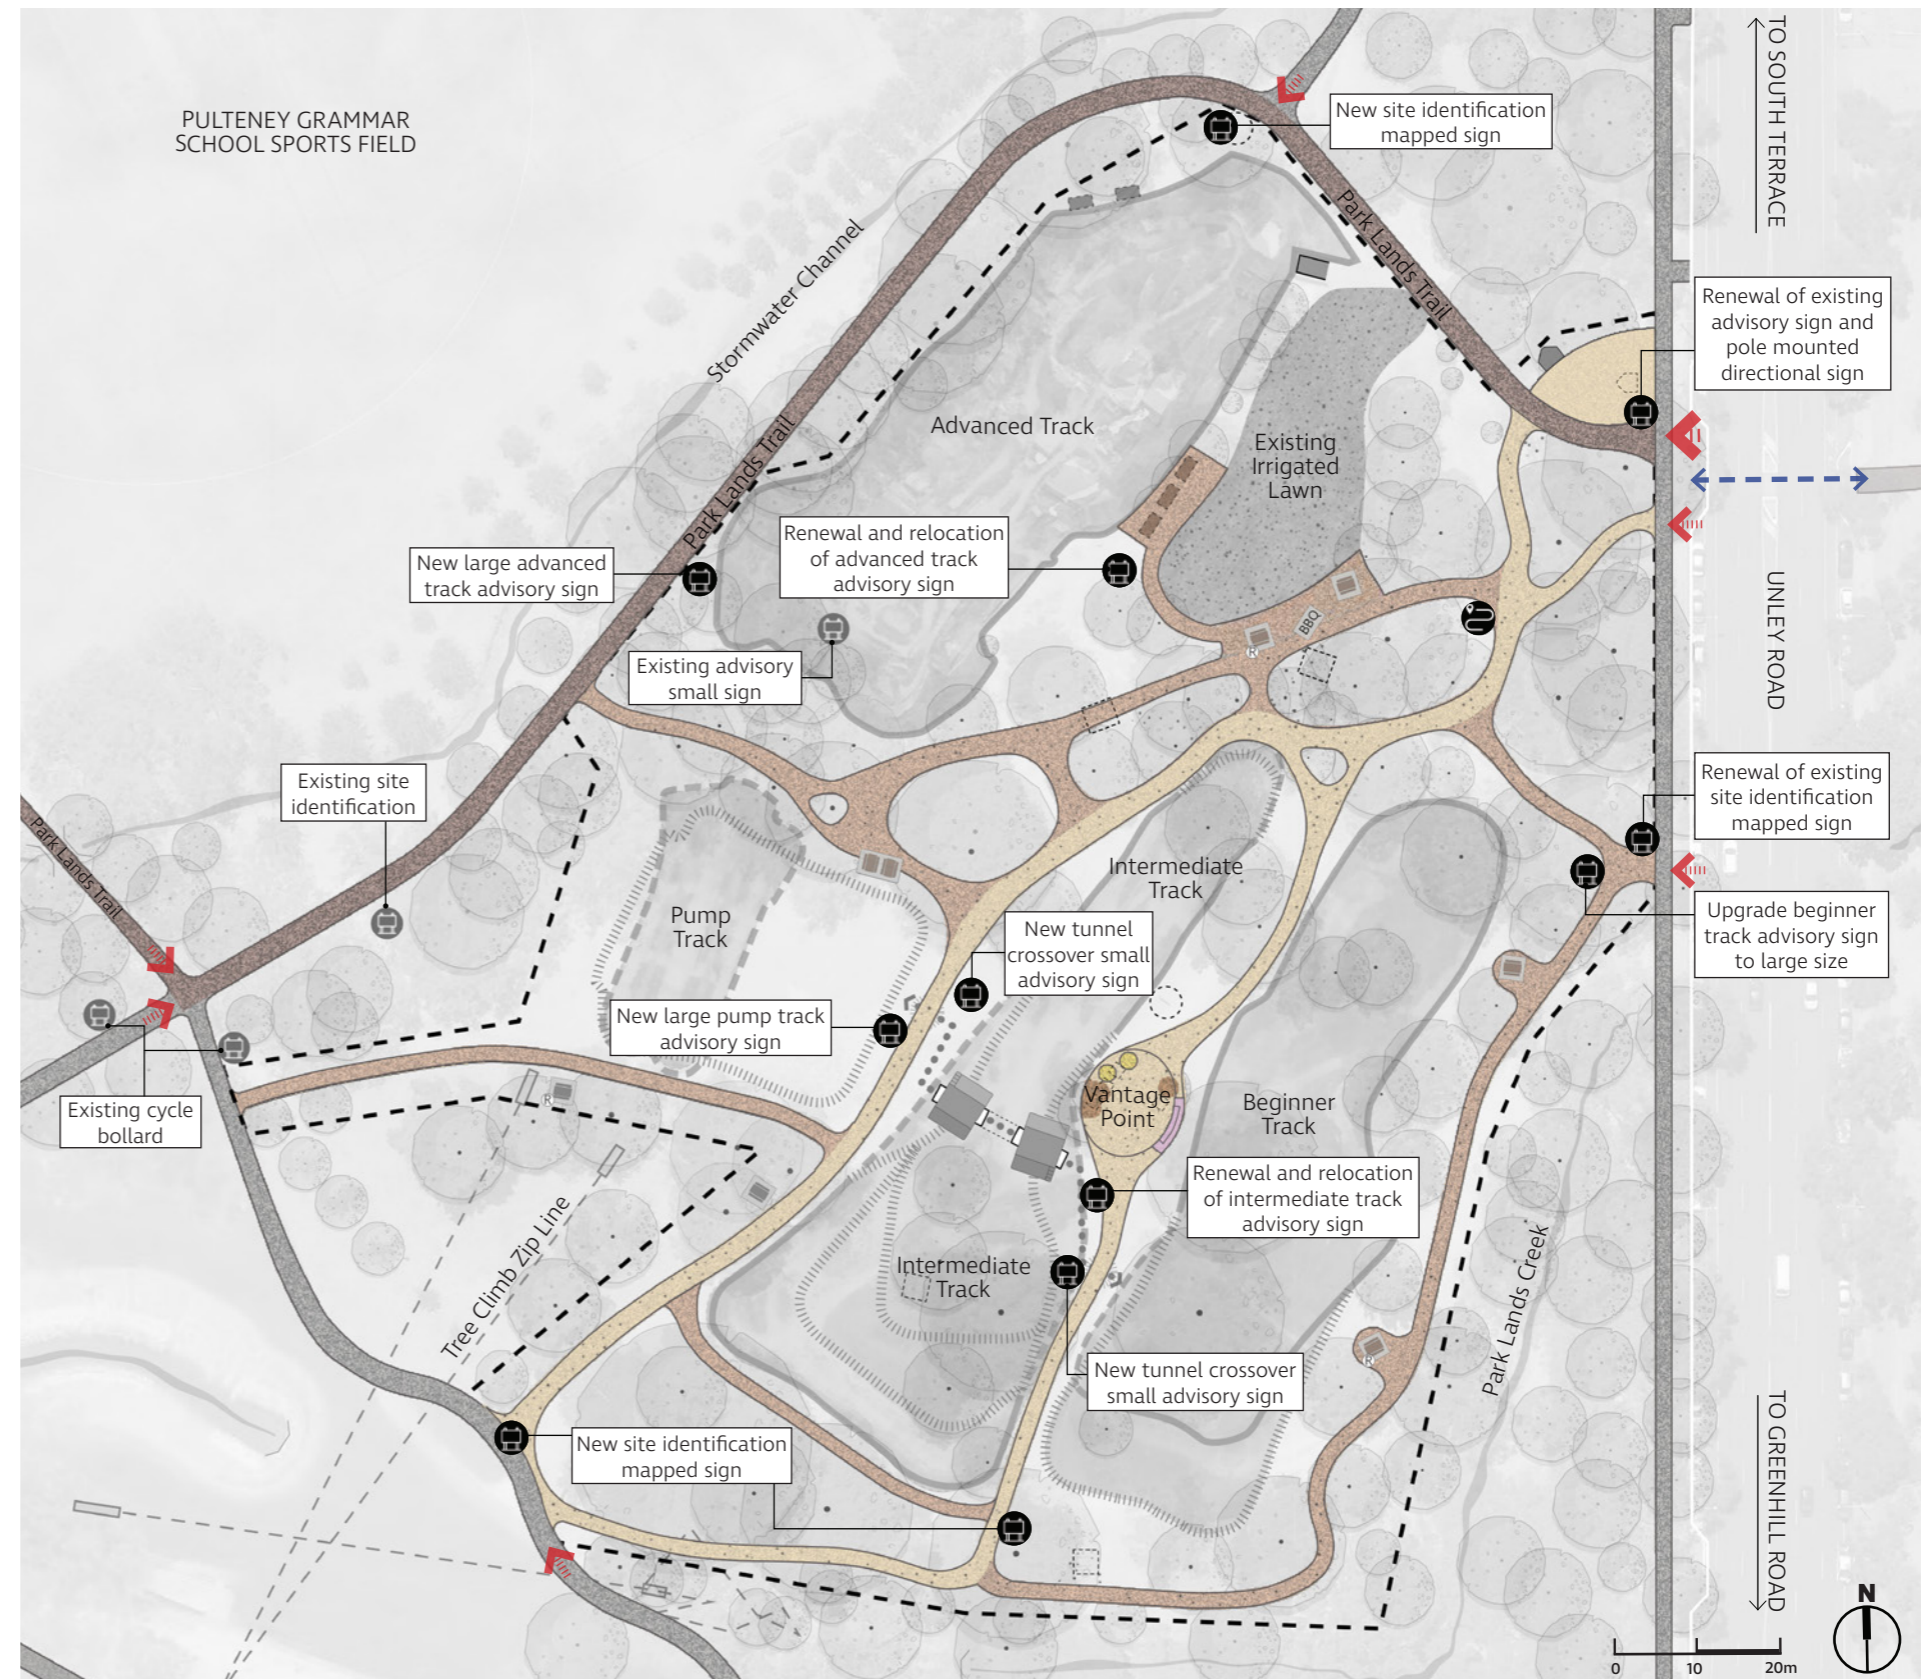 PULTENEY GRAMMAR
SCHOOL SPORTS FIELD
New site identification
mapped sign
TO SOUTH TERRACE
Stormwater Channel
Park Lands Trail
Renewal of existing
advisory sign and
pole mounted
directional sign
Advanced Track
Existing
Irrigated
Lawn
Park Lands Trail
Renewal and relocation
of advanced track
advisory sign
New large advanced
track advisory sign
UNLEY ROAD
BBQ
R
Existing advisory
small sign
Existing site
identification
Renewal of existing
site identification
mapped sign
Park Lands Trail
Intermediate
Track
Pump
Track
New tunnel
crossover small
advisory sign
Upgrade beginner
track advisory sign
to large size
New large pump track
advisory sign
Existing cycle
bollard
R
Vantage
Point
Beginner
Track
Renewal and relocation
of intermediate track
advisory sign
Tree Climb Zip Line
Intermediate
Track
Park Lands Creek
R
New tunnel crossover
small advisory sign
New site identification
mapped sign
TO GREENHILL ROAD
N
0 10 20m